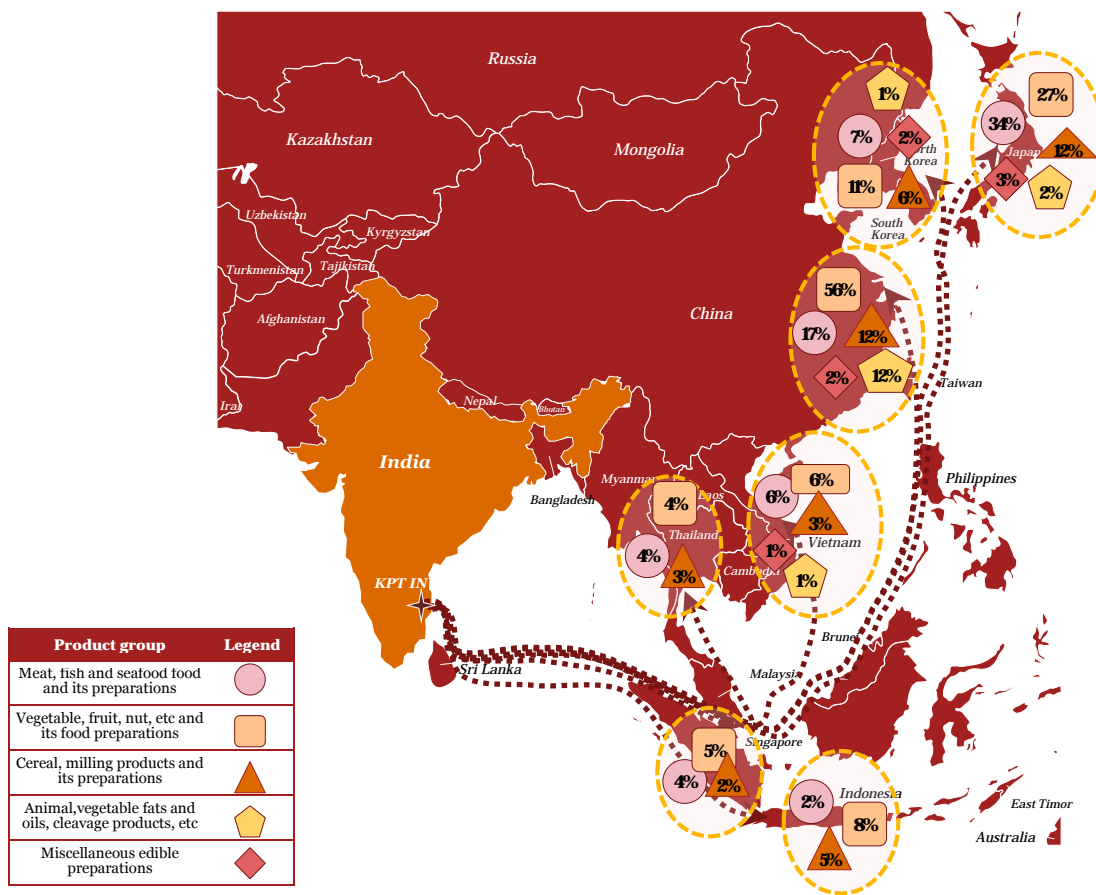 Russia
Kazakhstan
Mongolia
Uzbekistan
Kyrgyzstan
Turkmenistan
Tajikistan
Afghanistan
China
Iran
Nepal
Bhutan
India
Bangladesh
Myanmar
Laos
Thailand
Cambodia
Vietnam
KPT IN
Sri Lanka
Taiwan
Philippines
Brunei
Malaysia
Singapore
Indonesia
East Timor
Australia
1%
7%
2%
North
Korea
11%
6%
South
Korea
27%
34%
Japan
12%
3%
2%
56%
17%
12%
2%
12%
4%
4%
3%
6%
6%
3%
1%
1%
5%
4%
2%
2%
8%
5%
Product group Legend
Meat, fish and seafood food
and its preparations
Vegetable, fruit, nut, etc and
its food preparations
Cereal, milling products and
its preparations
Animal,vegetable fats and
oils, cleavage products, etc
Miscellaneous edible
preparations